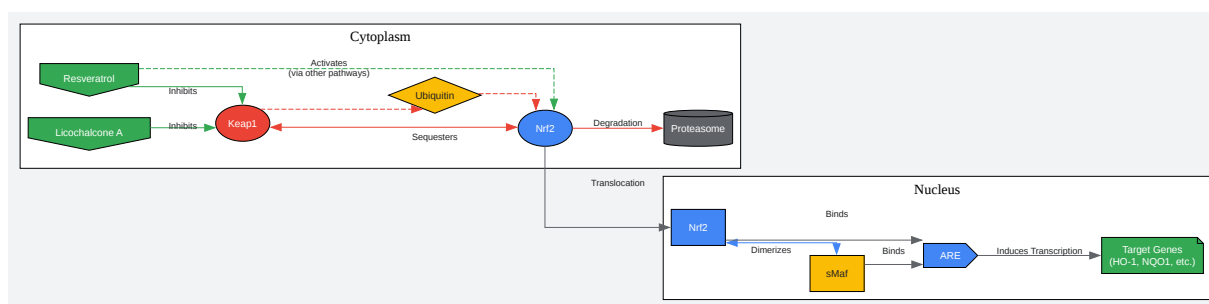 Cytoplasm
Activates
(via other pathways)
Resveratrol
Inhibits
Ubiquitin
Keap1
Licochalcone A
Inhibits
Sequesters
Nrf2
Degradation
Proteasome
Translocation
Nucleus
Nrf2
Binds
Dimerizes
Binds
sMaf
ARE
Induces Transcription
Target Genes
(HO-1, NQO1, etc.)